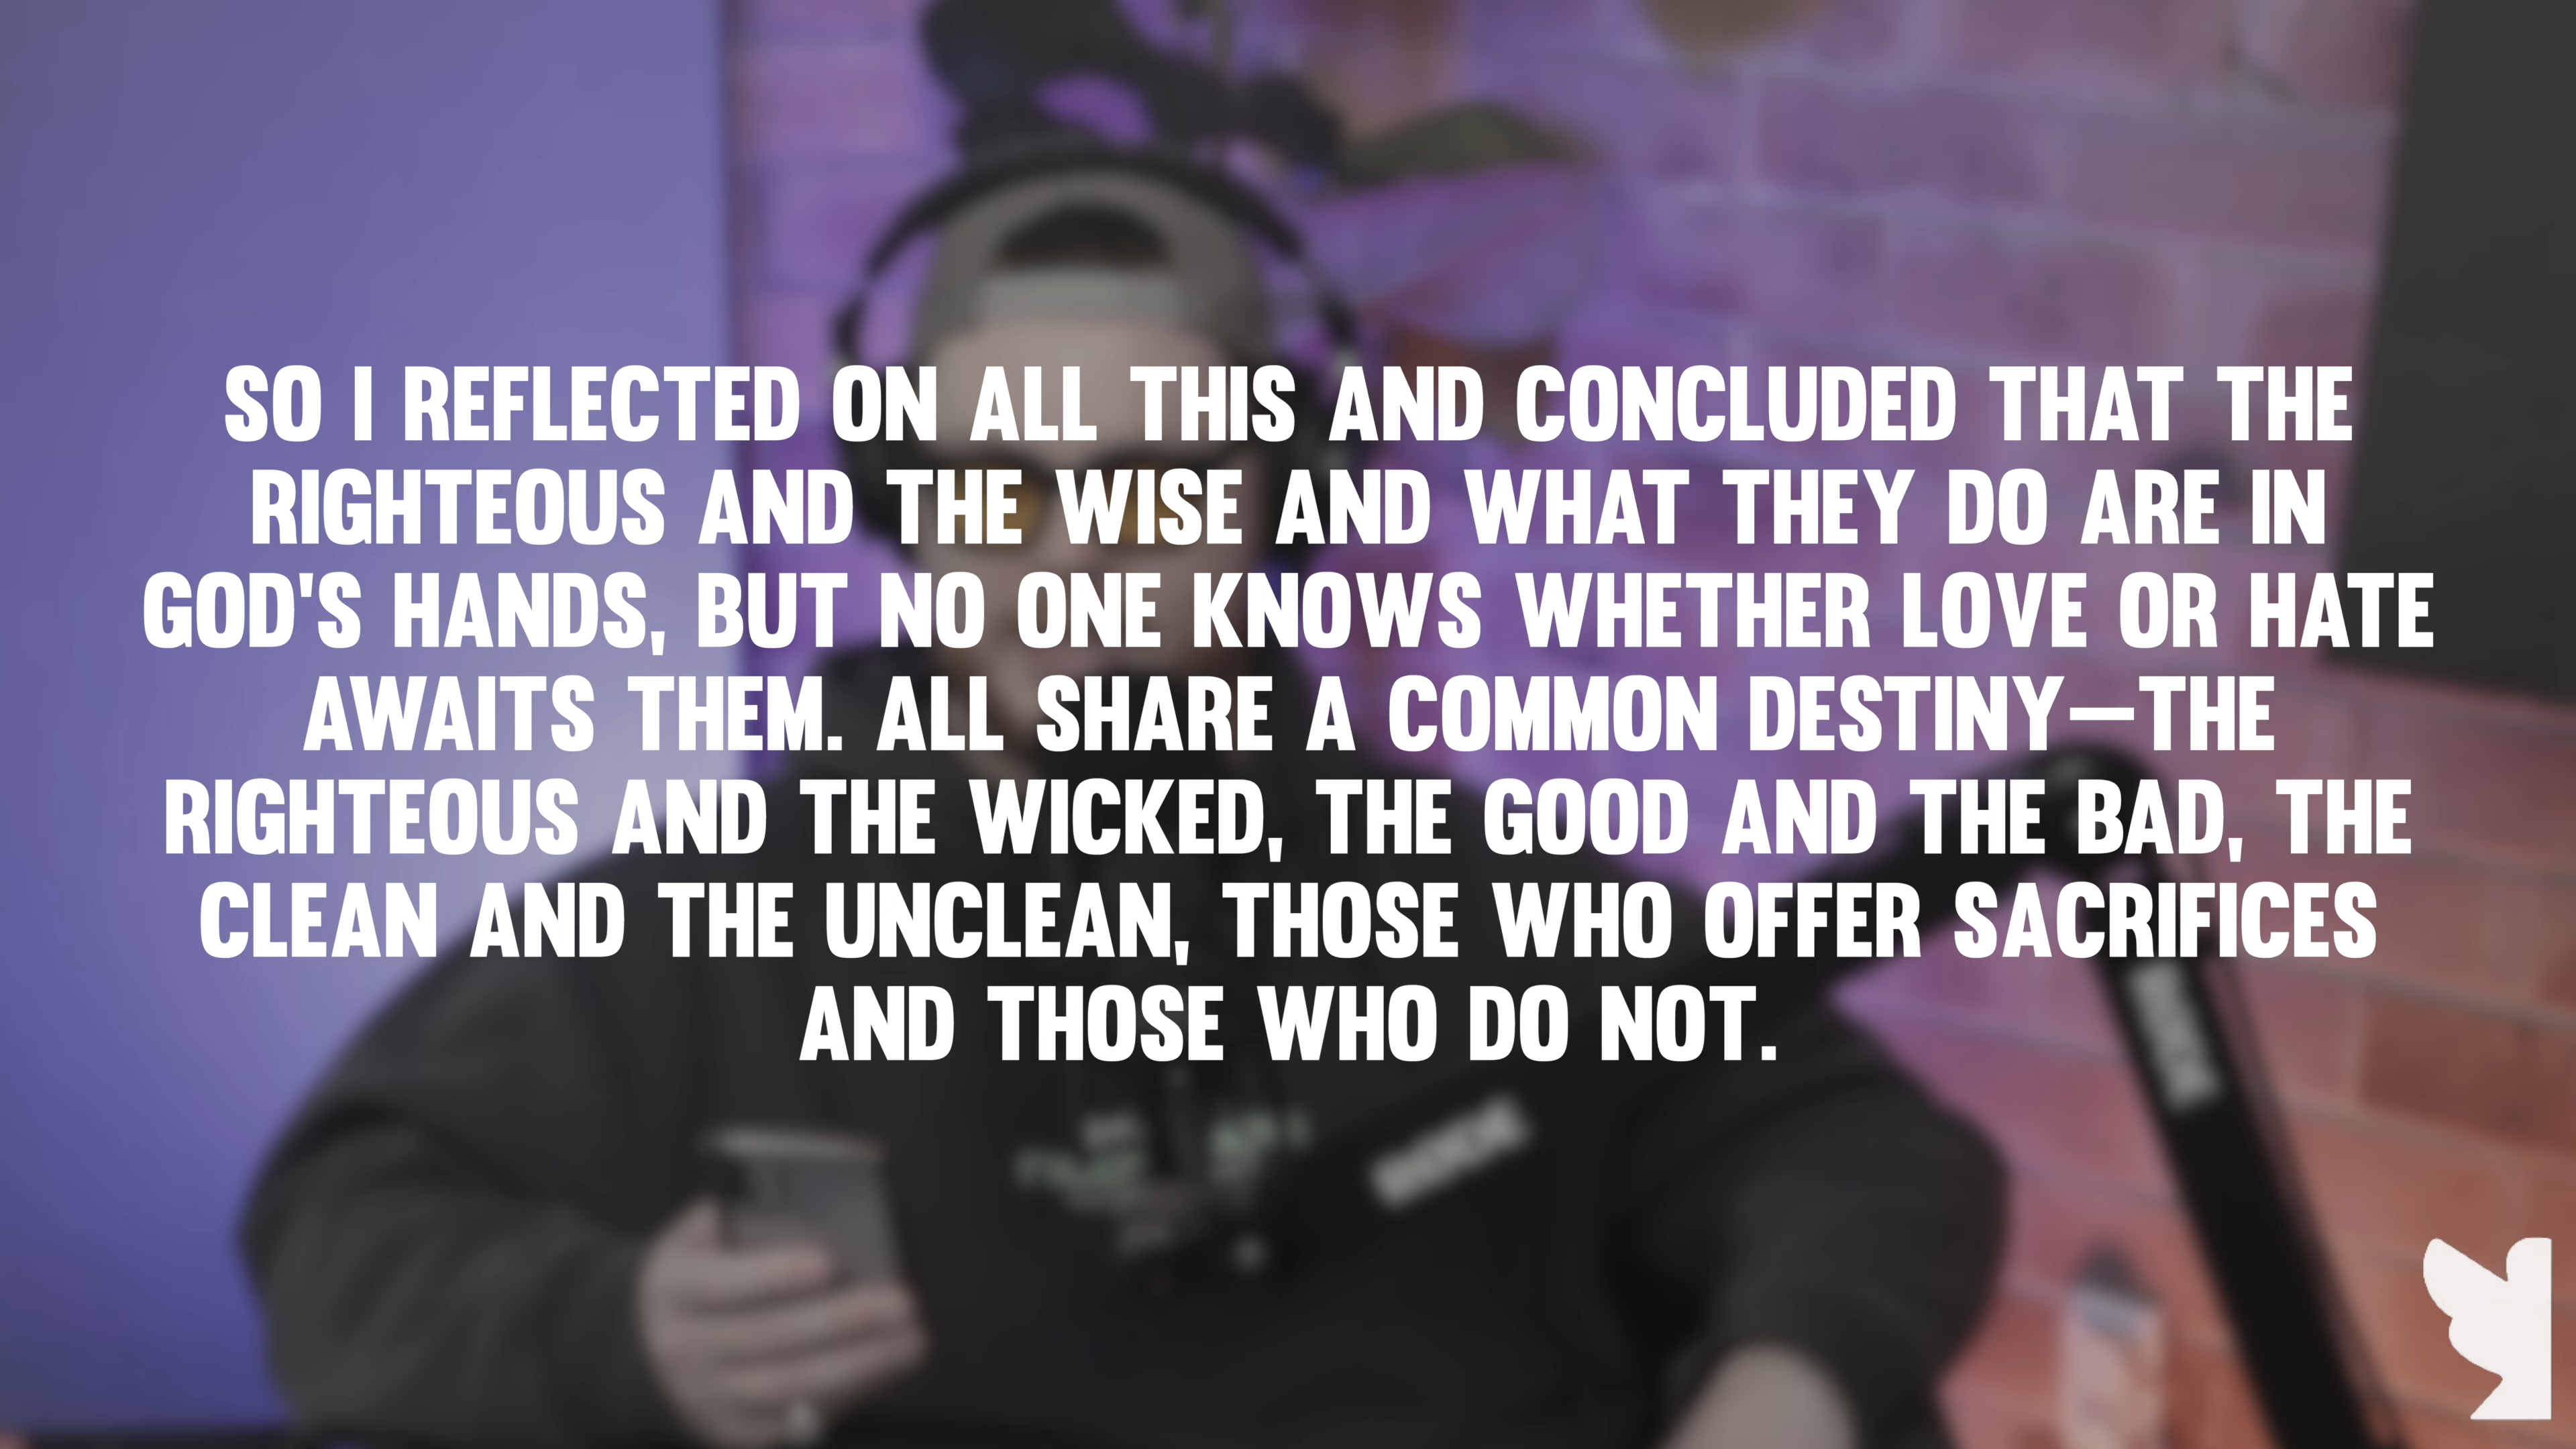 SO I REFLECTED ON ALL THIS AND CONCLUDED THAT THE
RIGHTEOUS AND THE WISE AND WHAT THEY DO ARE IN
GOD'S HANDS, BUT NO ONE KNOWS WHETHER LOVE OR HATE
AWAITS THEM. ALL SHARE A COMMON DESTINY—THE
RIGHTEOUS AND THE WICKED, THE GOOD AND THE BAD, THE
CLEAN AND THE UNCLEAN, THOSE WHO OFFER SACRIFICES
AND THOSE WHO DO NOT.